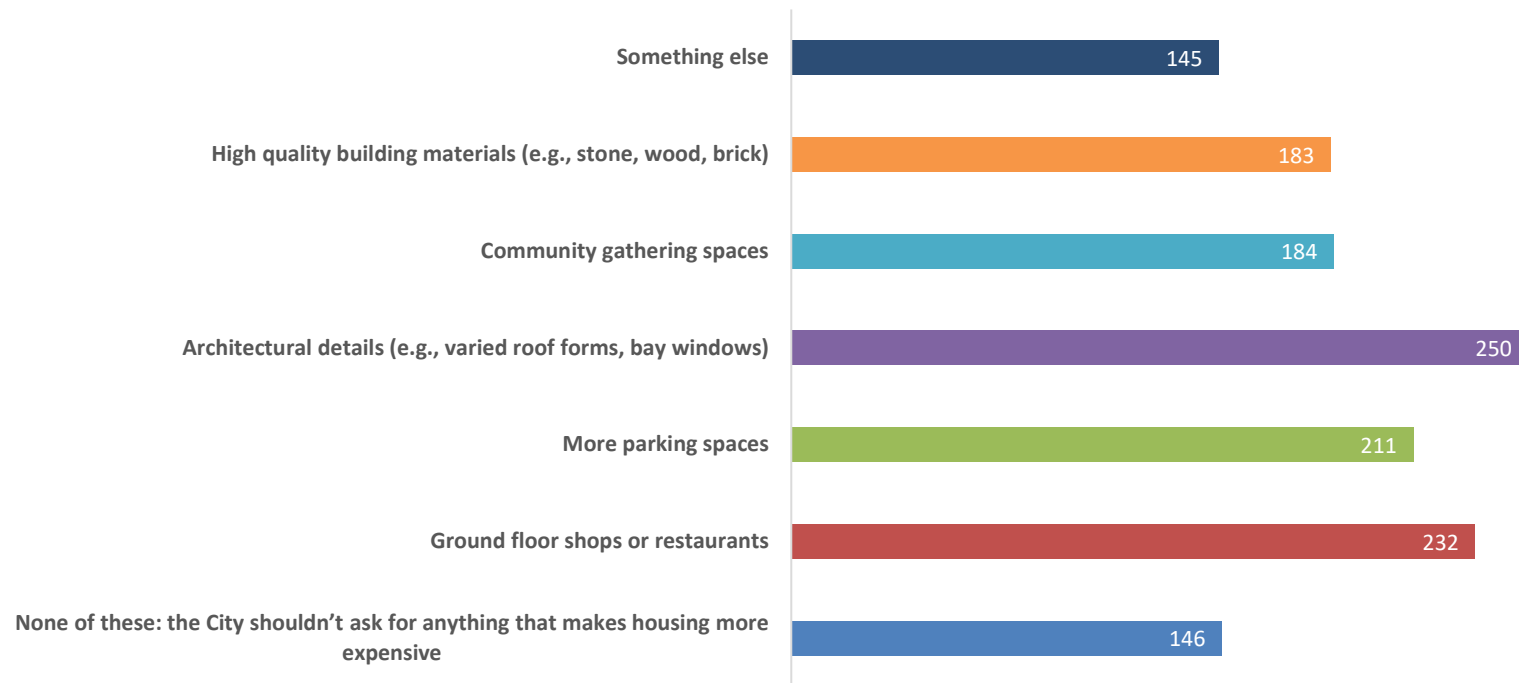 Something else
145
High quality building materials (e.g., stone, wood, brick)
183
Community gathering spaces
184
Architectural details (e.g., varied roof forms, bay windows)
250
More parking spaces
211
Ground floor shops or restaurants
232
None of these: the City shouldn’t ask for anything that makes housing more
expensive
146